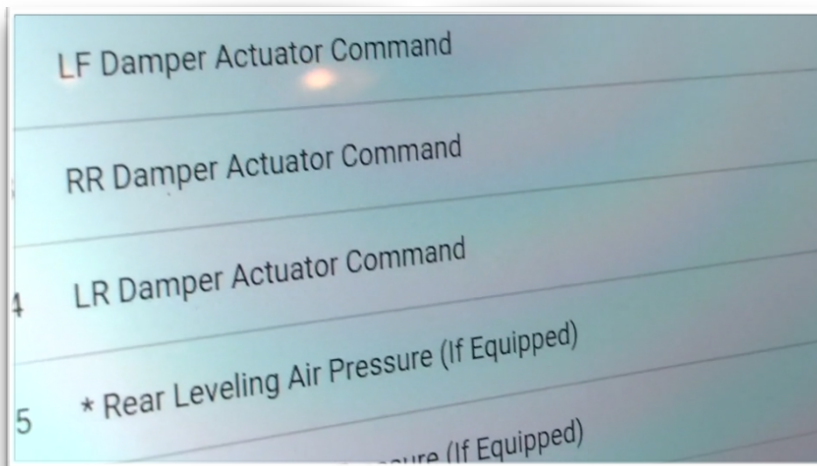 LF Damper Actuator Command
RR Damper Actuator Command
4 LR Damper Actuator Command
5 * Rear Leveling Air Pressure (If Equipped)
(If Equipped)